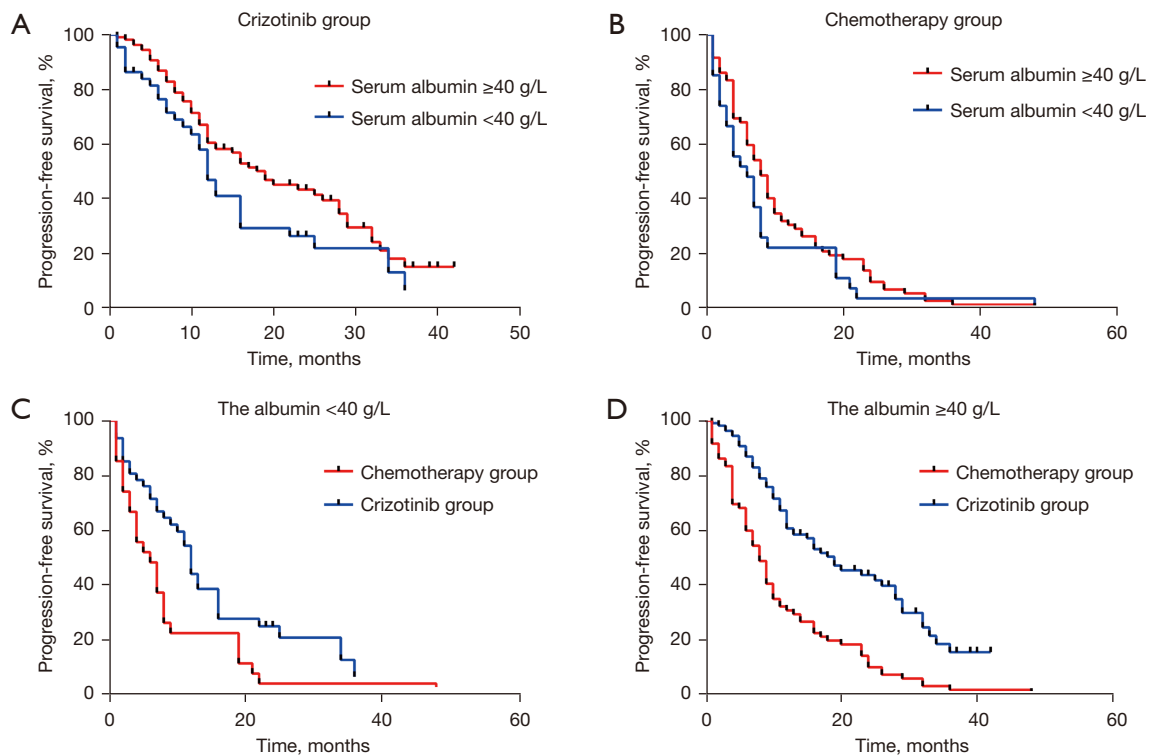 A
Crizotinib group
Progression-free survival, %
100
80
60
40
20
0
Serum albumin ≥40 g/L
Serum albumin <40 g/L
0 10 20 30 40 50
Time, months
B
Chemotherapy group
Progression-free survival, %
100
80
60
40
20
0
Serum albumin ≥40 g/L
Serum albumin <40 g/L
0 20 40 60
Time, months
C
The albumin <40 g/L
Progression-free survival, %
100
80
60
40
20
0
Chemotherapy group
Crizotinib group
0 20 40 60
Time, months
D
The albumin ≥40 g/L
Progression-free survival, %
100
80
60
40
20
0
Chemotherapy group
Crizotinib group
0 20 40 60
Time, months